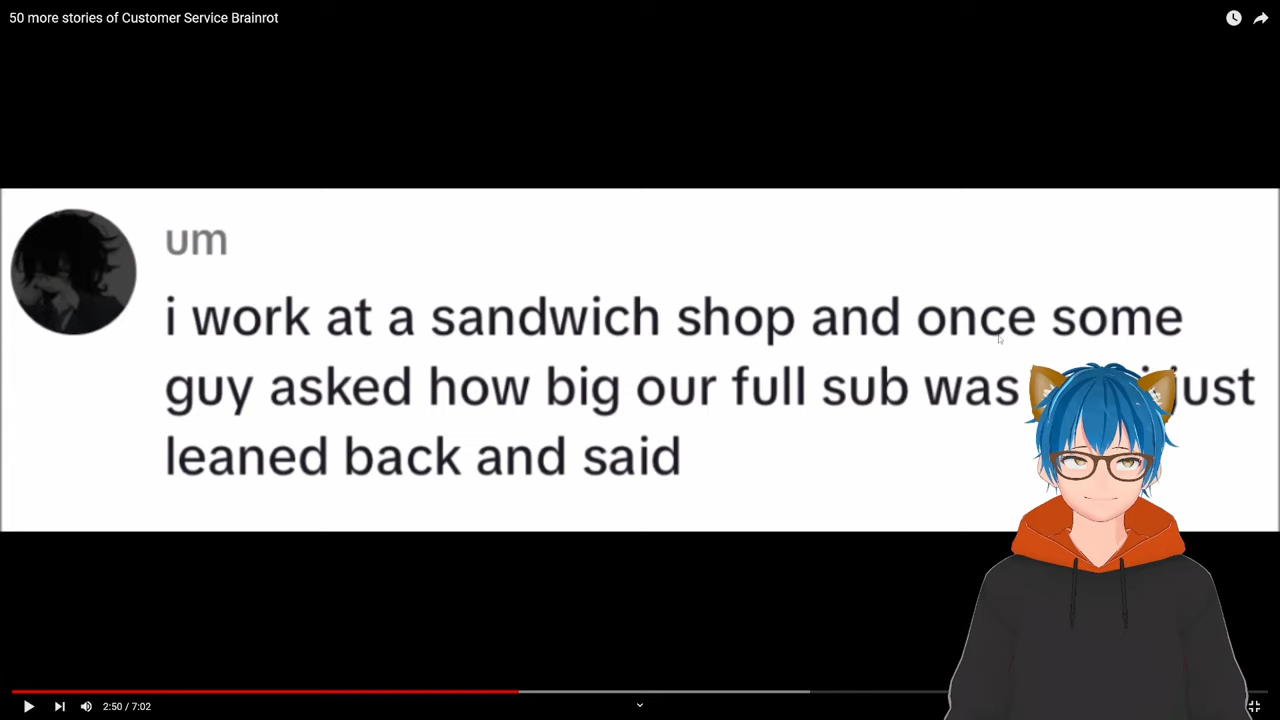 50 more stories of Customer Service Brainrot
um
i work at a sandwich shop and once some
guy asked how big our full sub was just
leaned back and said
2:50 / 7:02